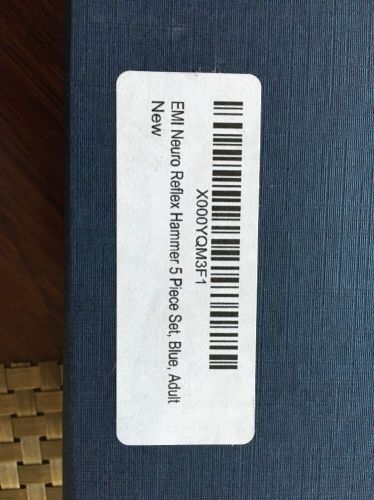 X000YQM3F1
EMI Neuro Reflex Hammer 5 Piece Set, Blue, Adult
New